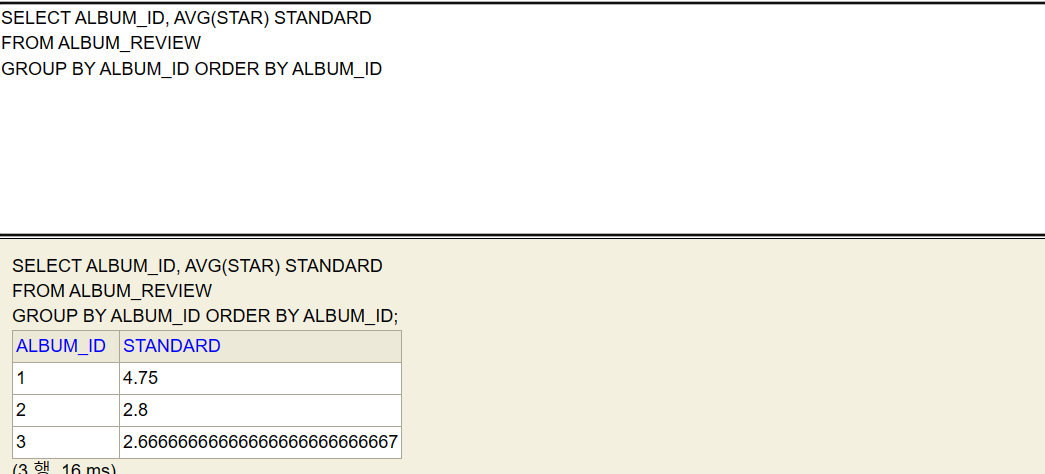 SELECT ALBUM_ID, AVG(STAR) STANDARD
FROM ALBUM_REVIEW
GROUP BY ALBUM_ID ORDER BY ALBUM_ID
SELECT ALBUM_ID, AVG(STAR) STANDARD
FROM ALBUM_REVIEW
GROUP BY ALBUM_ID ORDER BY ALBUM_ID;
ALBUM_ID STANDARD
1 4.75
2 2.8
3 2.6666666666666666666666666667
(3 행, 16 ms)